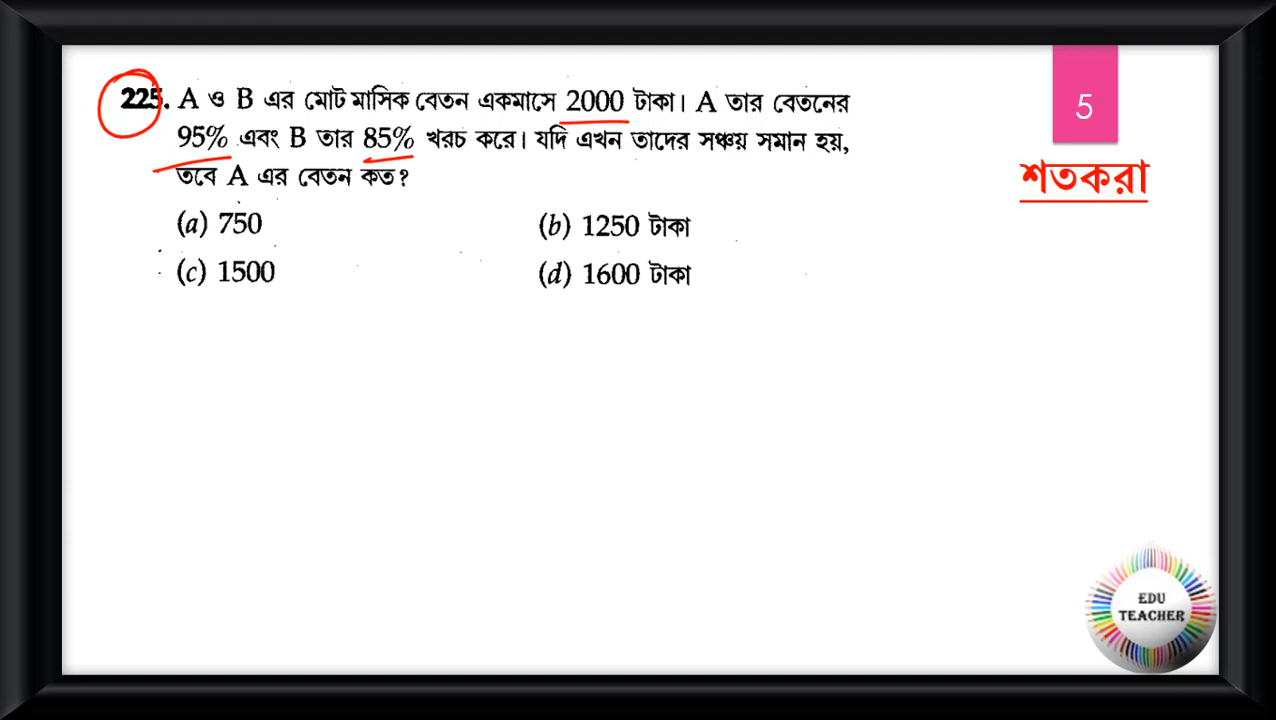 225. A ও B এর মোট মাসিক বেতন একমাসে 2000 টাকা। A তার বেতনের
95% এবং B তার 85% খরচ করে। যদি এখন তাদের সঞ্চয় সমান হয়,
তবে A এর বেতন কত?
(a) 750 (b) 1250 টাকা
(c) 1500 (d) 1600 টাকা
5
শতকরা
EDU
TEACHER